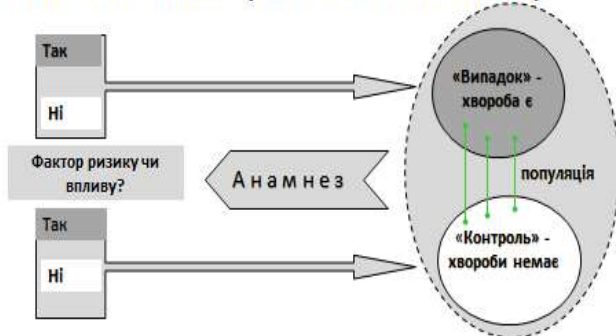 Так
Ні
«Випадок» -
хвороба є
Фактор ризику чи
впливу?
Анамнез
популяція
Так
Ні
«Контроль» -
хвороби немає